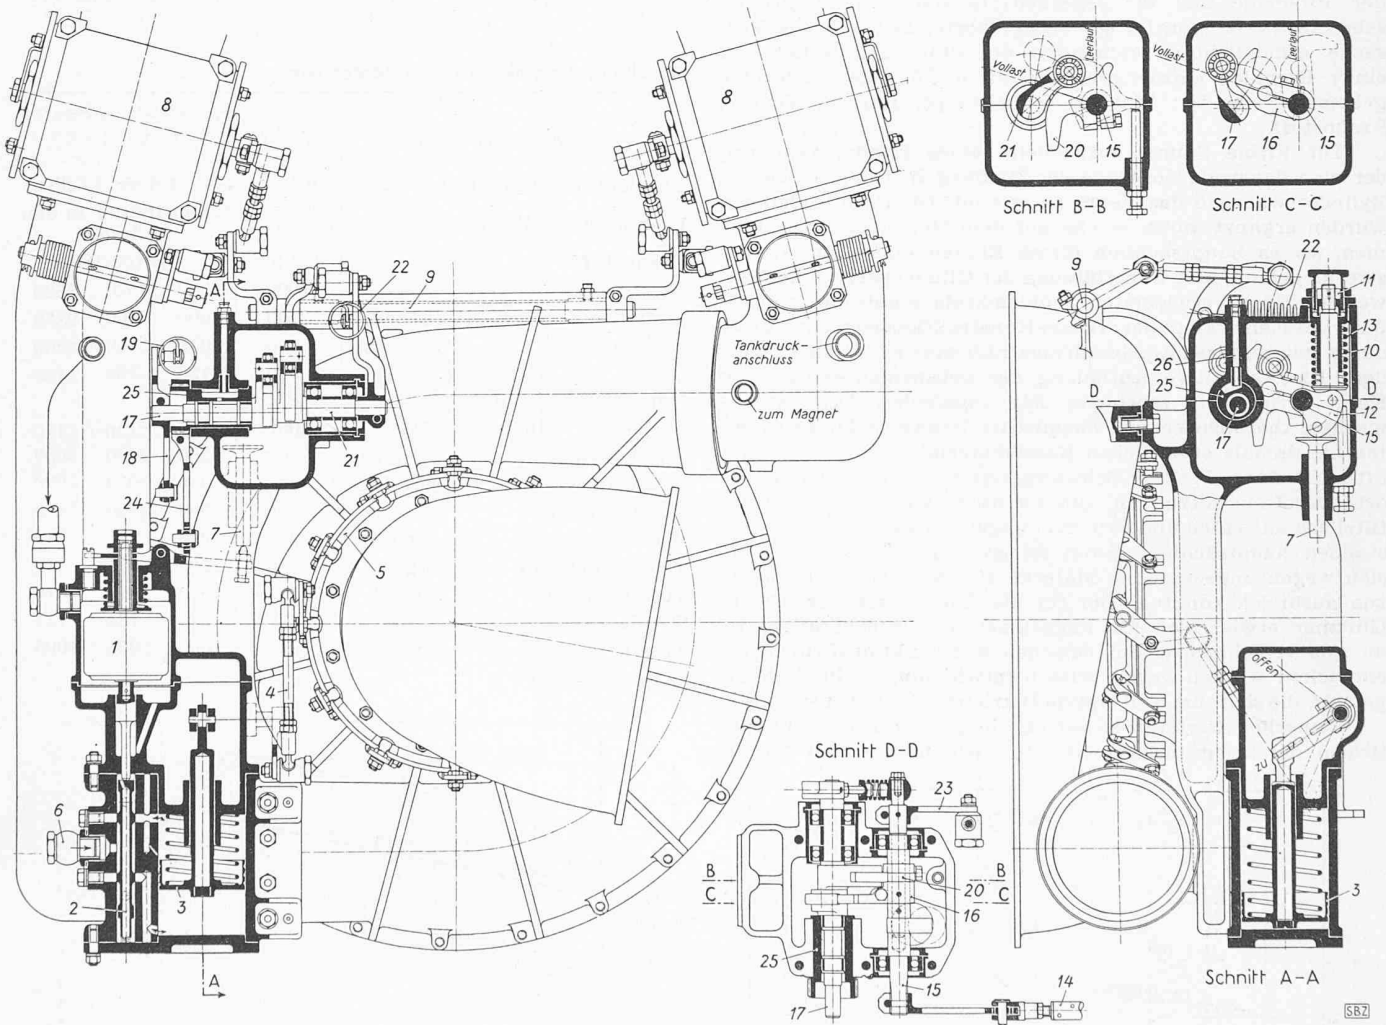 8
8
Vollast
Leerlauf
21
20
15
Schnitt B-B
Vollast
Leerlauf
17
16
15
Schnitt C-C
A
22
9
19
25
17
18
24
7
21
5
Tankdruck-
anschluss
zum Magnet
22
11
13
10
26
25
D
D
12
15
17
7
1
4
6
2
3
A
offen
zu
3
Schnitt A-A
Schnitt D-D
23
B
C
B
C
20
16
25
15
17
14
SBZ